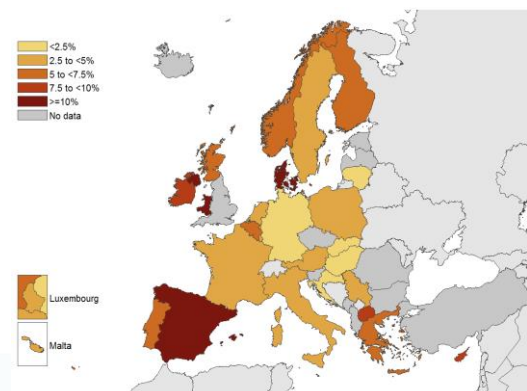 <2.5%
2.5 to <5%
5 to <7.5%
7.5 to <10%
>=10%
No data
Luxembourg
Malta